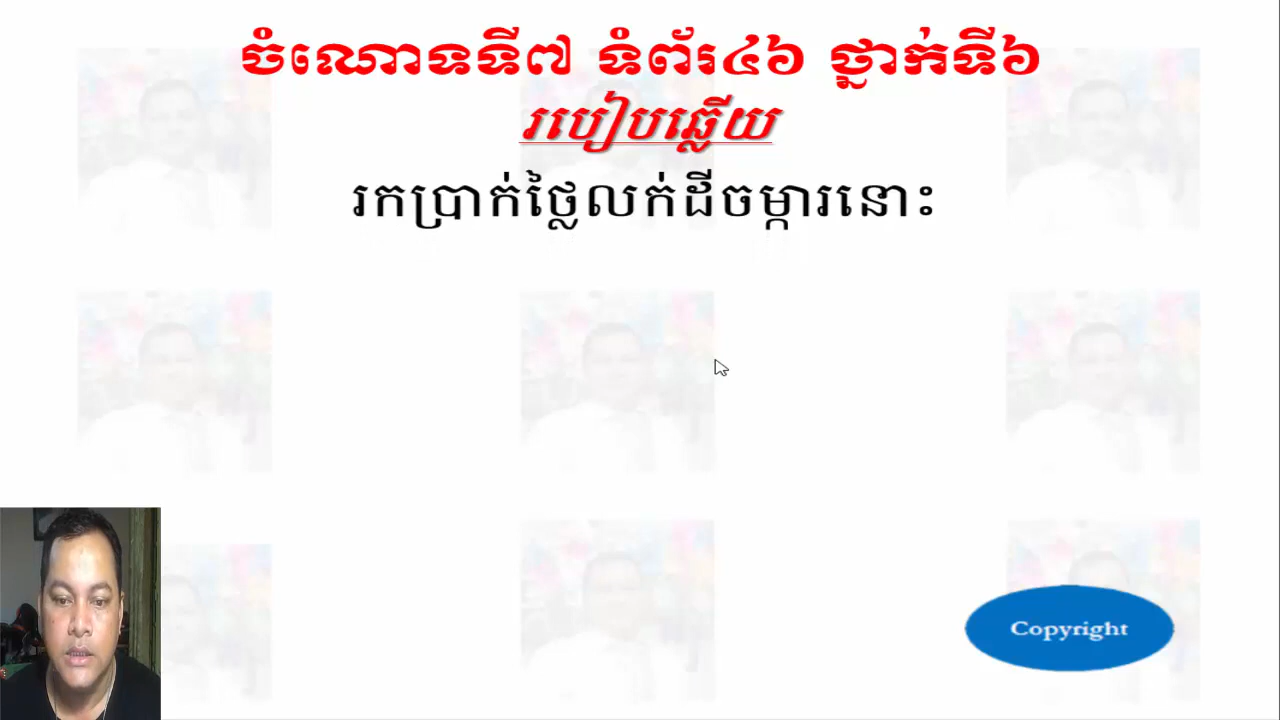 ចំណោទទី៧ ទំព័រ៤៦ ថ្នាក់ទី៦
របៀបឆ្លើយ
រកប្រាក់ថ្លៃលក់ដីចម្ការនោះ
Copyright